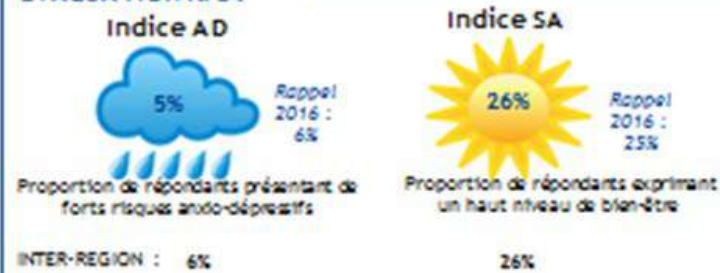 Indice AD
5%
Rappel
2016 :
6%
Proportion de répondants présentant de
forts risques anxio-dépressifs
Indice SA
26%
Rappel
2016 :
25%
Proportion de répondants exprimant
un haut niveau de bien-être
INTER-REGION : 6%
26%